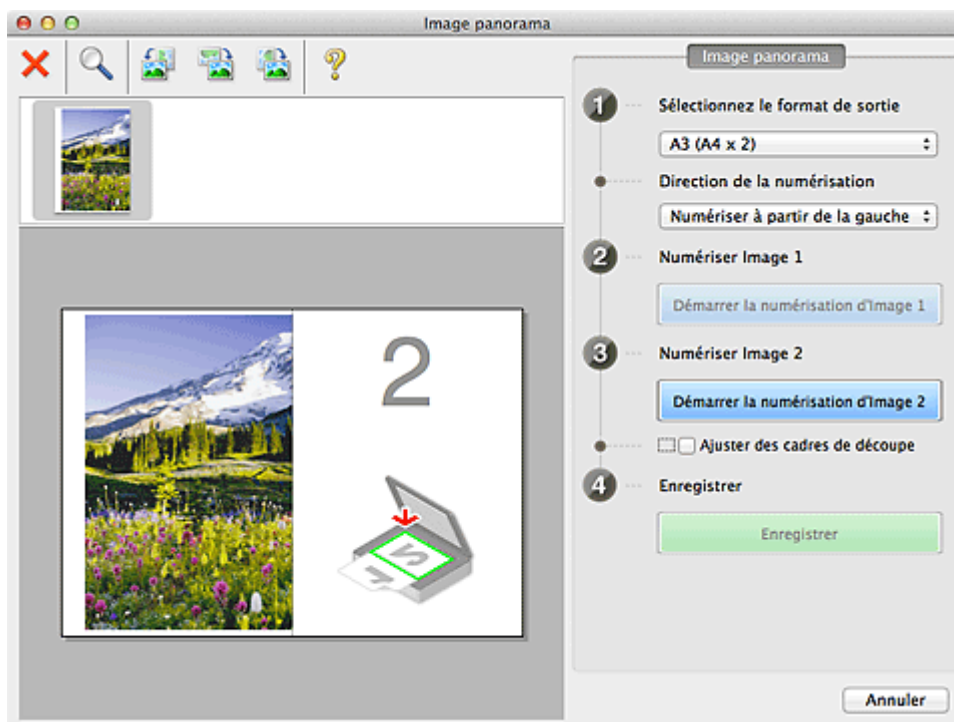 Image panorama
Image panorama
1 Sélectionnez le format de sortie
A3 (A4 x 2)
Direction de la numérisation
Numériser à partir de la gauche
2 Numériser Image 1
Démarrer la numérisation d'Image 1
3 Numériser Image 2
Démarrer la numérisation d'Image 2
Ajuster des cadres de découpe
4 Enregistrer
Enregistrer
Annuler
2
2
1